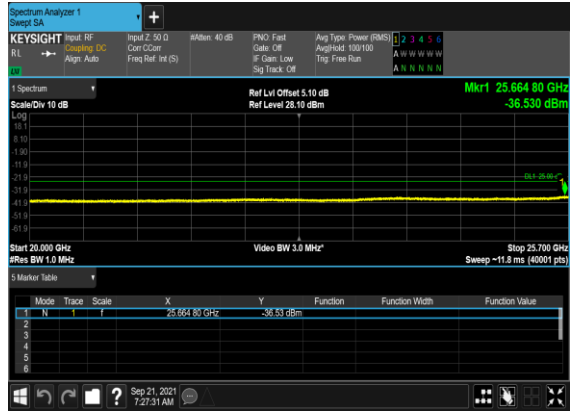 Spectrum Analyzer 1
Swept SA
KEYSIGHT Input: RF Input Z: 50 Ω #Atten: 40 dB PNO: Fast Avg Type: Power (RMS) 1 2 3 4 5 6
RL Coupling: DC Corr CCorr Gate: Off Avg|Hold: 100/100 A W W W W W
Align: Auto Freq Ref: Int (S) IF Gain: Low Trig: Free Run
Sig Track: Off A N N N N N
1 Spectrum Ref Lvl Offset 5.10 dB Mkr1 25.664 80 GHz
Scale/Div 10 dB Ref Level 28.10 dBm -36.530 dBm
Log
18.1
8.10
-1.90
-11.9
-21.9 DL1 -25.00
-31.9
-41.9
-51.9
-61.9
Start 20.000 GHz Video BW 3.0 MHz* Stop 25.700 GHz
#Res BW 1.0 MHz Sweep ~11.8 ms (40001 pts)
5 Marker Table
Mode Trace Scale X Y Function Function Width Function Value
1 N 1 f 25.664 80 GHz -36.53 dBm
2
3
4
5
6
? Sep 21, 2021
7:27:31 AM